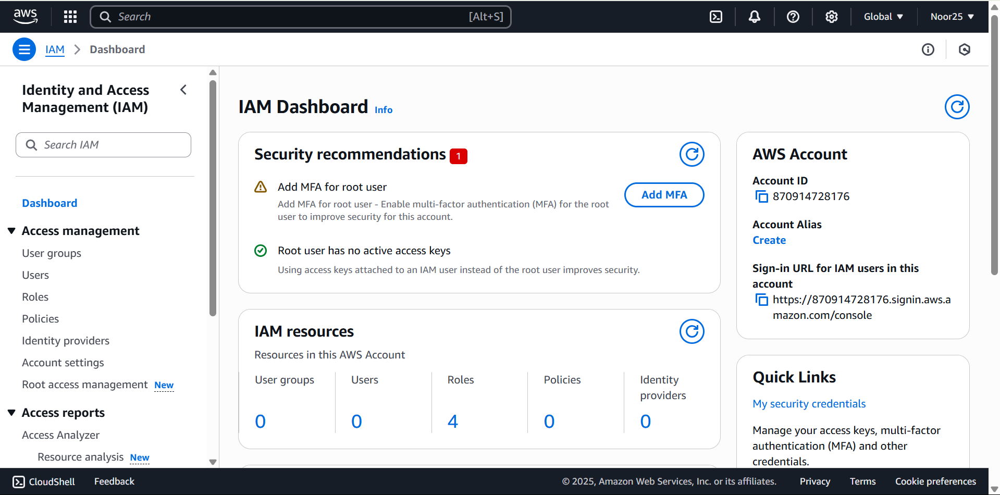 aws
Search
[Alt+S]
Global
Noor25
IAM
Dashboard
Identity and Access
Management (IAM)
Search IAM
Dashboard
Access management
User groups
Users
Roles
Policies
Identity providers
Account settings
Root access management New
Access reports
Access Analyzer
Resource analysis New
IAM Dashboard Info
Security recommendations 1
Add MFA for root user
Add MFA for root user - Enable multi-factor authentication (MFA) for the root
user to improve security for this account.
Add MFA
Root user has no active access keys
Using access keys attached to an IAM user instead of the root user improves security.
IAM resources
Resources in this AWS Account
User groups
0
Users
0
Roles
4
Policies
0
Identity
providers
0
AWS Account
Account ID
870914728176
Account Alias
Create
Sign-in URL for IAM users in this
account
https://870914728176.signin.aws.a
mazon.com/console
Quick Links
My security credentials
Manage your access keys, multi-factor
authentication (MFA) and other
credentials.
CloudShell
Feedback
© 2025, Amazon Web Services, Inc. or its affiliates.
Privacy
Terms
Cookie preferences